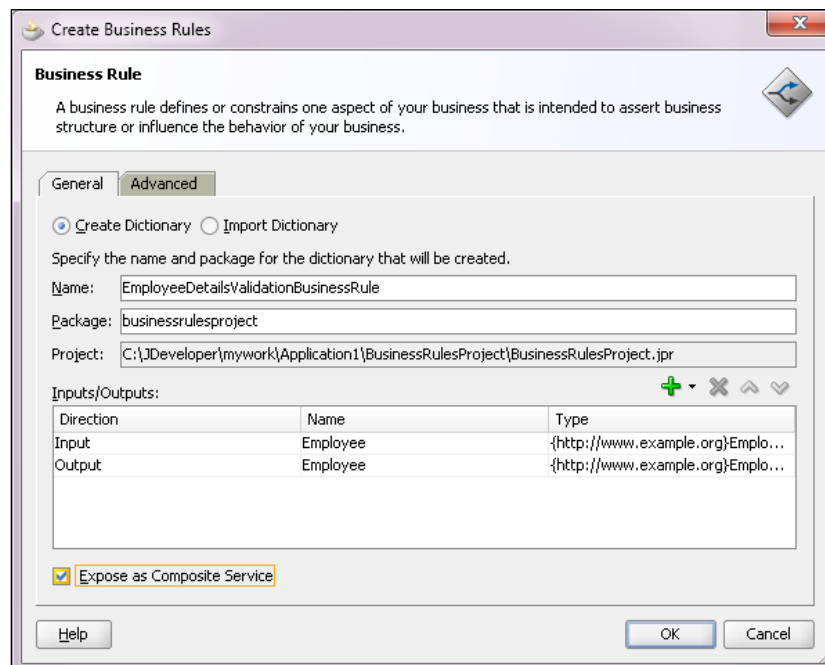 Create Business Rules
Business Rule
A business rule defines or constrains one aspect of your business that is intended to assert business
structure or influence the behavior of your business.
General Advanced
Create Dictionary Import Dictionary
Specify the name and package for the dictionary that will be created.
Name: EmployeeDetailsValidationBusinessRule
Package: businessrulesproject
Project: C:\JDeveloper\mywork\Application1\BusinessRulesProject\BusinessRulesProject.jpr
Inputs/Outputs:
Direction Name Type
Input Employee {http://www.example.org}Emplo...
Output Employee {http://www.example.org}Emplo...
Expose as Composite Service
Help OK Cancel